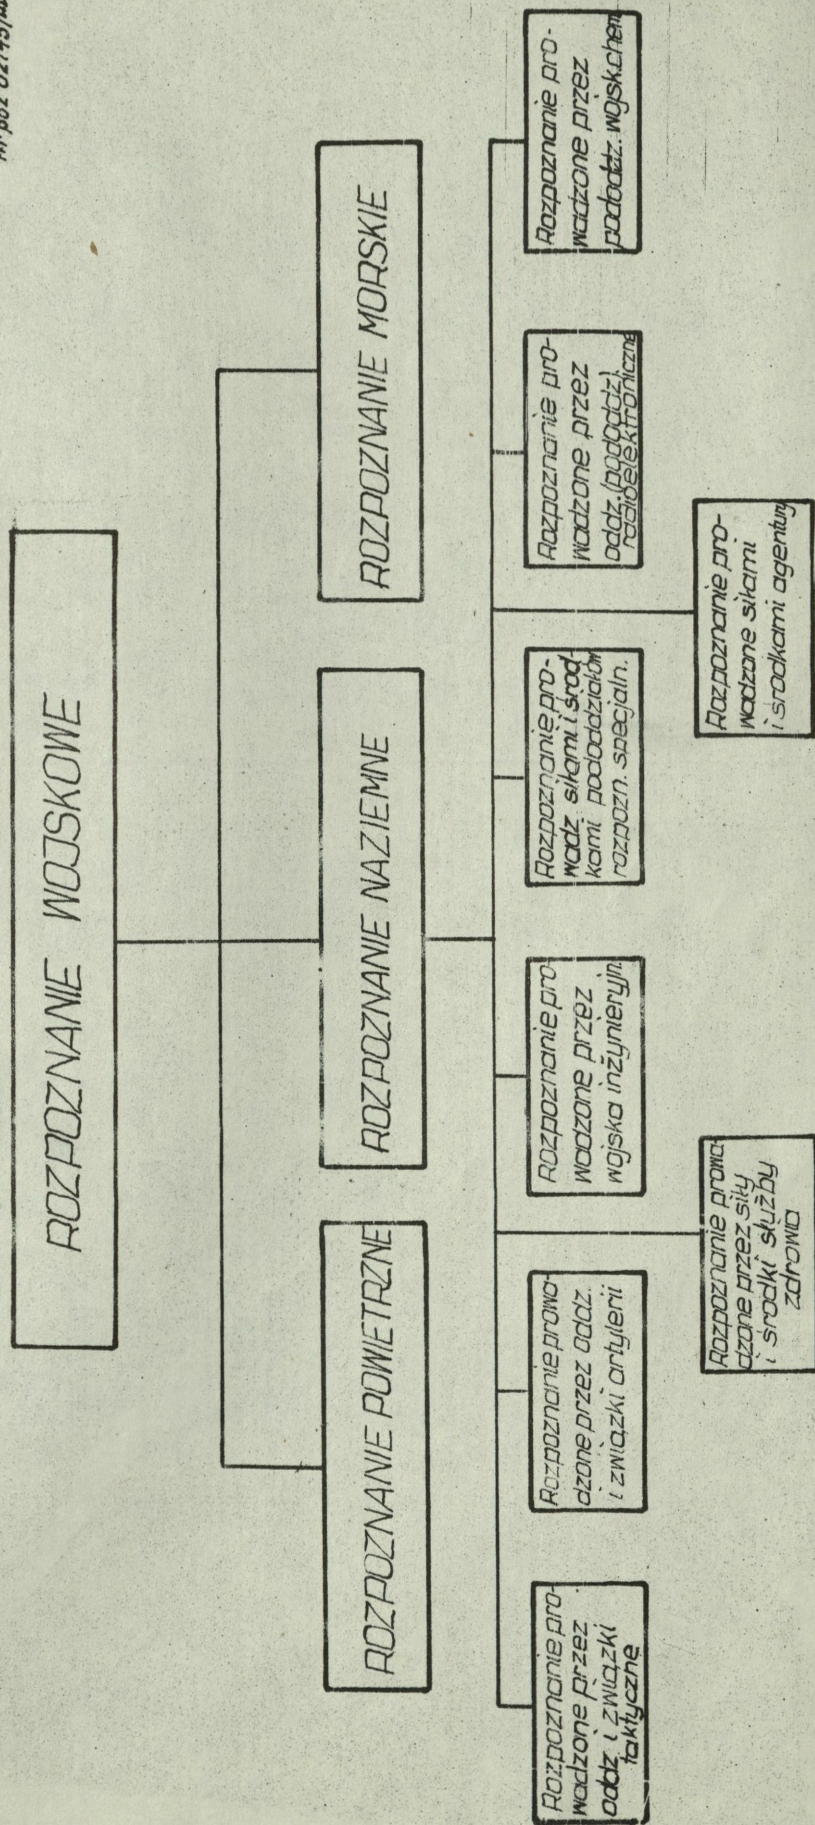 ROZPOZNANIE WOJSKOWE
ROZPOZNANIE POWIETRZNE
ROZPOZNANIE NAZIEMNE
ROZPOZNANIE MORSKIE
Rozpoznanie pro-
wadzone przez
oddz i związki
taktyczne
Rozpoznanie prowa-
dzone przez oddz.
i związki artylerii
Rozpoznanie pro-
wadzone przez
wojska inżynieryjn.
Rozpoznanie pro-
wadz siłami i środ-
kami pododdziałów
rozpozn. specjaln.
Rozpoznanie pro-
wadzone przez
oddz. (pododdz).
radioelektroniczne
Rozpoznanie pro-
wadzone przez
pododdz. wojsk.chem
Rozpoznanie prowa-
dzone przez siły
i środki służby
zdrowia
Rozpoznanie pro-
wadzone siłami
i środkami agentury